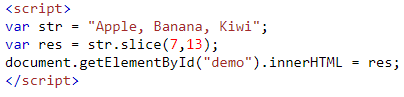 <script>
var str = "Apple, Banana, Kiwi";
var res = str.slice(7,13);
document.getElementById("demo").innerHTML = res;
</script>